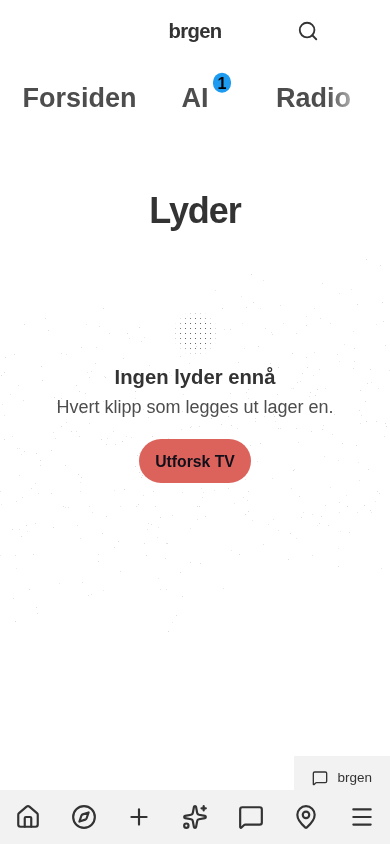 brgen
Forsiden AI 1 Radio
Lyder
Ingen lyder ennå
Hvert klipp som legges ut lager en.
Utforsk TV
brgen